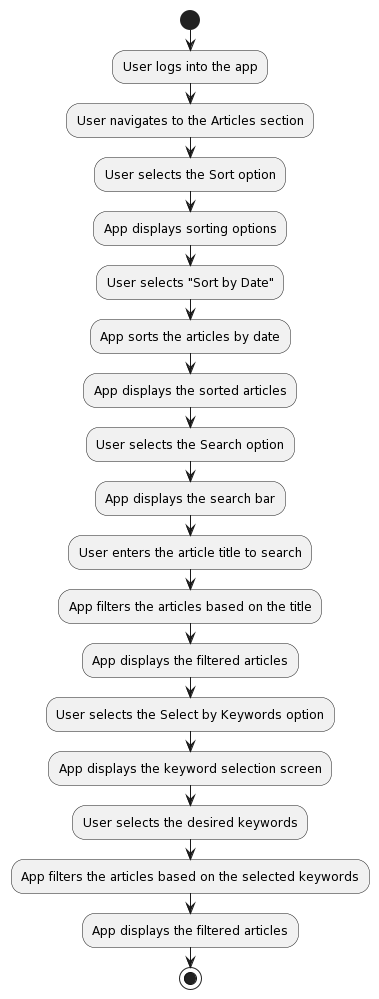 User logs into the app
User navigates to the Articles section
User selects the Sort option
App displays sorting options
User selects "Sort by Date"
App sorts the articles by date
App displays the sorted articles
User selects the Search option
App displays the search bar
User enters the article title to search
App filters the articles based on the title
App displays the filtered articles
User selects the Select by Keywords option
App displays the keyword selection screen
User selects the desired keywords
App filters the articles based on the selected keywords
App displays the filtered articles